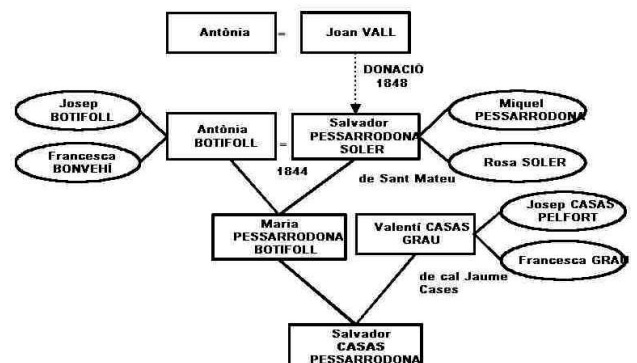 Antònia = Joan VALL
DONACIÓ
1848
Josep
BOTIFOLL
Francesca
BONVEHÍ
Antònia
BOTIFOLL
=
1844
Salvador
PESSARRODONA
SOLER
Miquel
PESSARRODONA
Rosa SOLER
de Sant Mateu
Maria
PESSARRODONA
BOTIFOLL
Valentí CASAS
GRAU
Josep CASAS
PELFORT
Francesca GRAU
de cal Jaume
Cases
Salvador
CASAS
PESSARRODONA